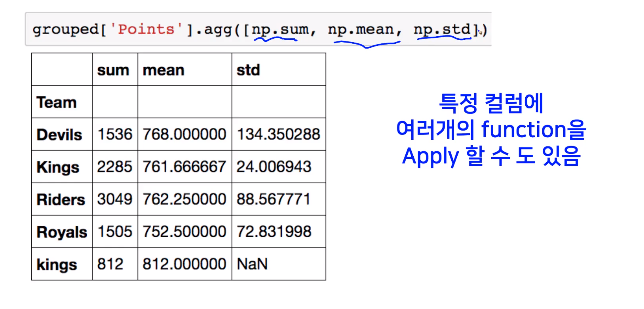 grouped['Points'].agg([np.sum, np.mean, np.std])
sum mean std
Team
Devils 1536 768.000000 134.350288
Kings 2285 761.666667 24.006943
Riders 3049 762.250000 88.567771
Royals 1505 752.500000 72.831998
kings 812 812.000000 NaN
특정 컬럼에
여러개의 function을
Apply 할 수 도 있음